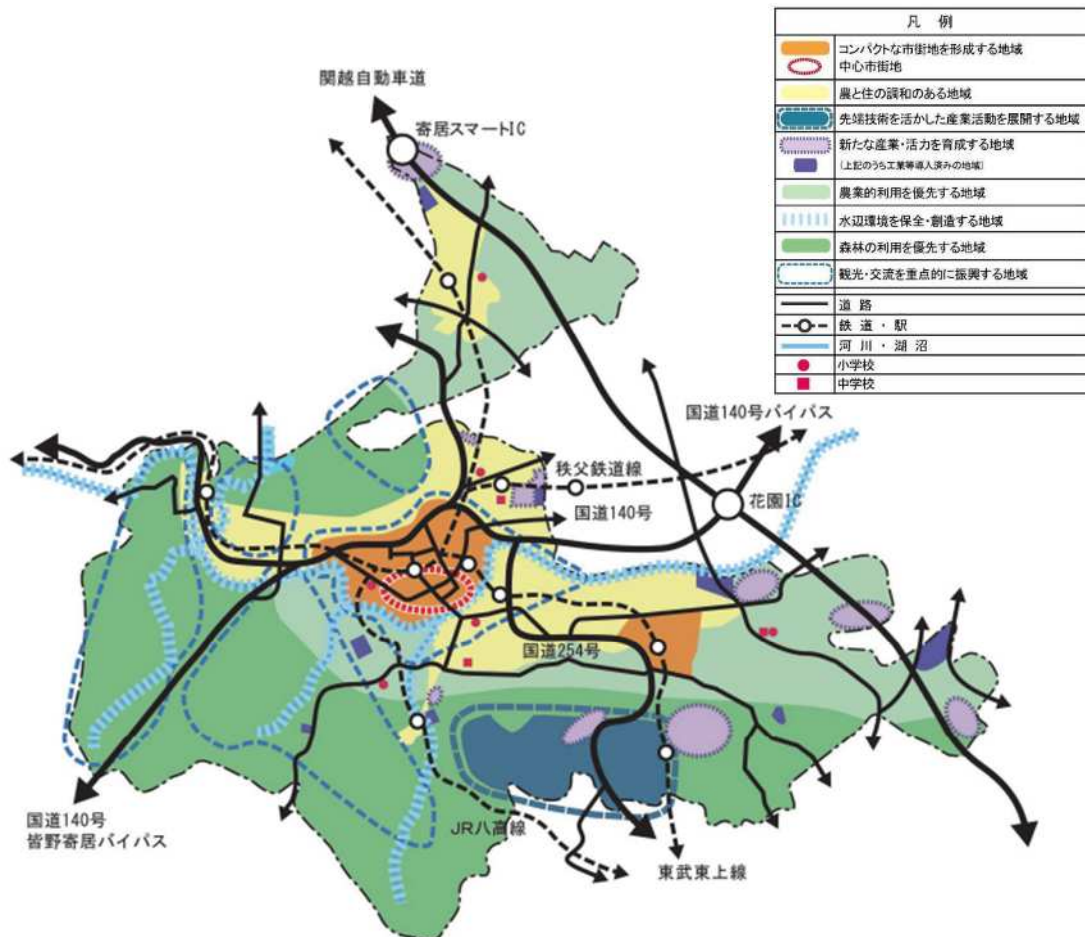 凡 例
コンパクトな市街地を形成する地域
中心市街地
農と住の調和のある地域
先端技術を活かした産業活動を展開する地域
新たな産業・活力を育成する地域
(上記のうち工業等導入済みの地域)
農業的利用を優先する地域
水辺環境を保全・創造する地域
森林の利用を優先する地域
観光・交流を重点的に振興する地域
道 路
鉄 道 ・ 駅
河 川 ・ 湖 沼
小学校
中学校
関越自動車道
寄居スマートIC
国道140号バイパス
秩父鉄道線
花園IC
国道140号
国道254号
国道140号
皆野寄居バイパス
JR八高線
東武東上線